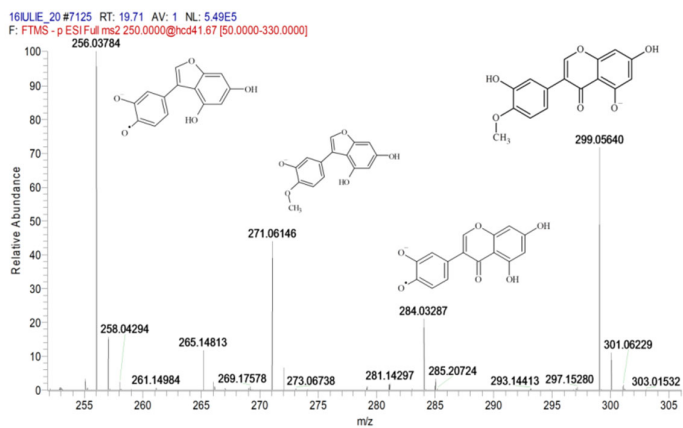 16IULIE_20 #7125 RT: 19.71 AV: 1 NL: 5.49E5
F: FTMS - p ESI Full ms2 250.0000@hcd41.67 [50.0000-330.0000]
256.03784
100
90
80
70
60
50
40
30
20
10
0
Relative Abundance
O⁻
O•
O
OH
HO
O⁻
O
CH₃
O
OH
HO
HO
O
CH₃
O
OH
O
O⁻
299.05640
271.06146
O⁻
O•
O
OH
O
OH
284.03287
258.04294
265.14813
301.06229
261.14984
269.17578
273.06738
281.14297
285.20724
293.14413
297.15280
303.01532
255
260
265
270
275
280
285
290
295
300
305
m/z